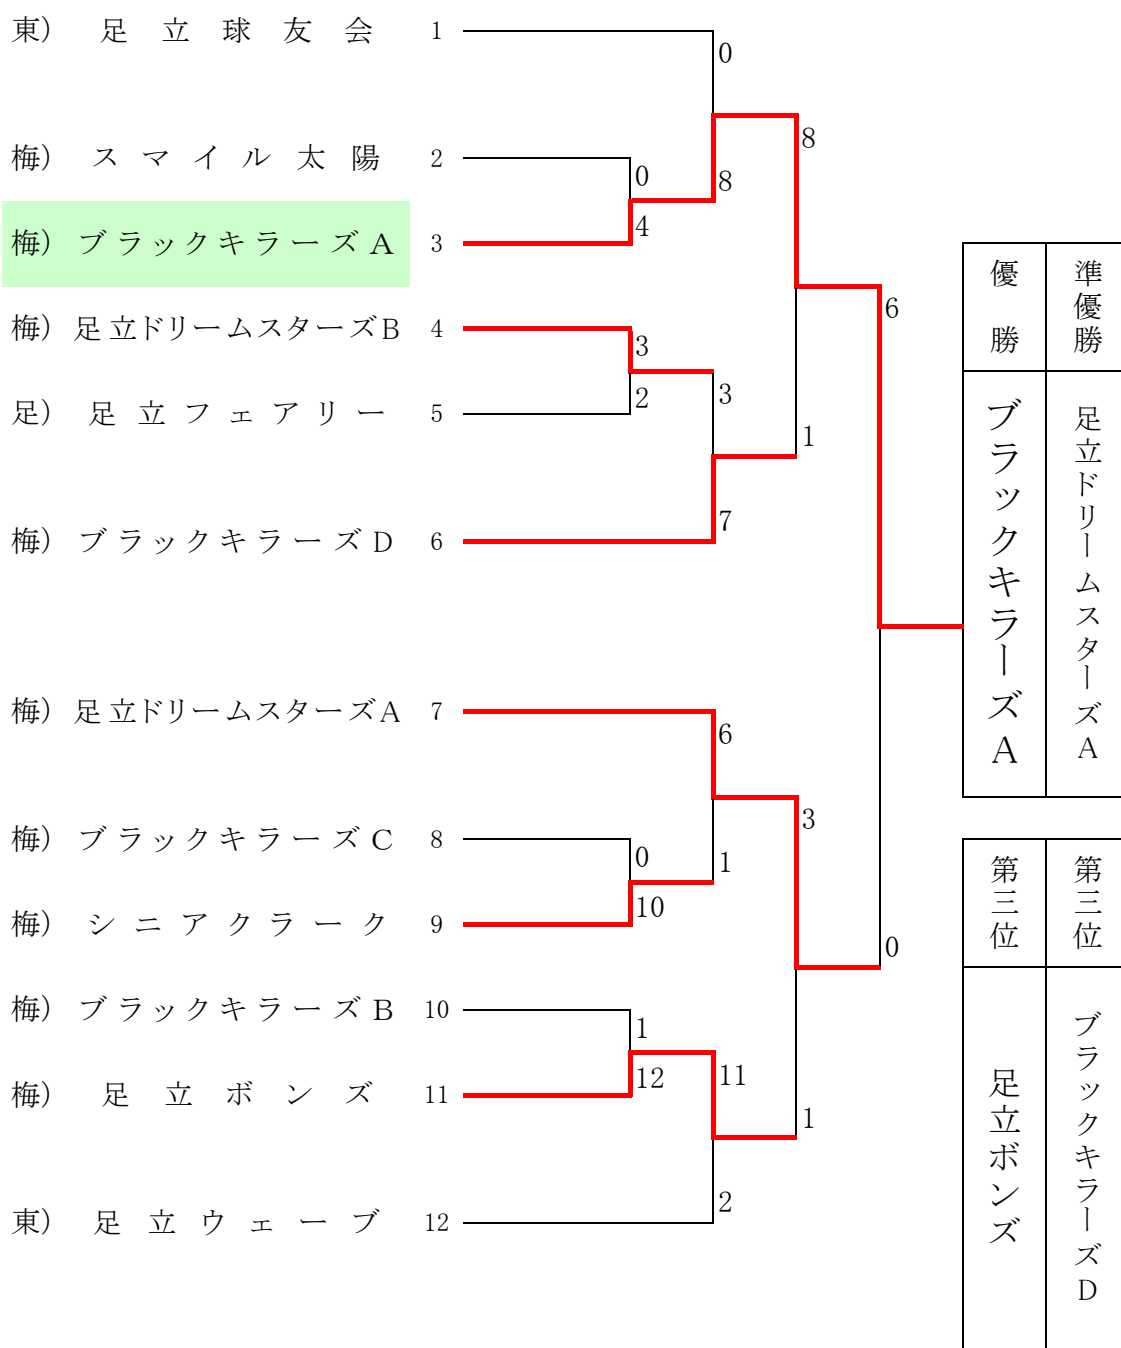 東) 足立球友会 1
0
8
梅) スマイル太陽 2
0
8
梅) ブラックキラーズA 3
4
梅) 足立ドリームスターズB 4
3
6
足) 足立フェアリー 5
2
3
1
梅) ブラックキラーズD 6
7
梅) 足立ドリームスターズA 7
6
3
梅) ブラックキラーズC 8
0
1
梅) シニアクラーク 9
10
0
梅) ブラックキラーズB 10
1
梅) 足立ボンズ 11
12
11
1
東) 足立ウェーブ 12
2
優勝
ブラックキラーズA
準優勝
足立ドリームスターズA
第三位
足立ボンズ
第三位
ブラックキラーズD